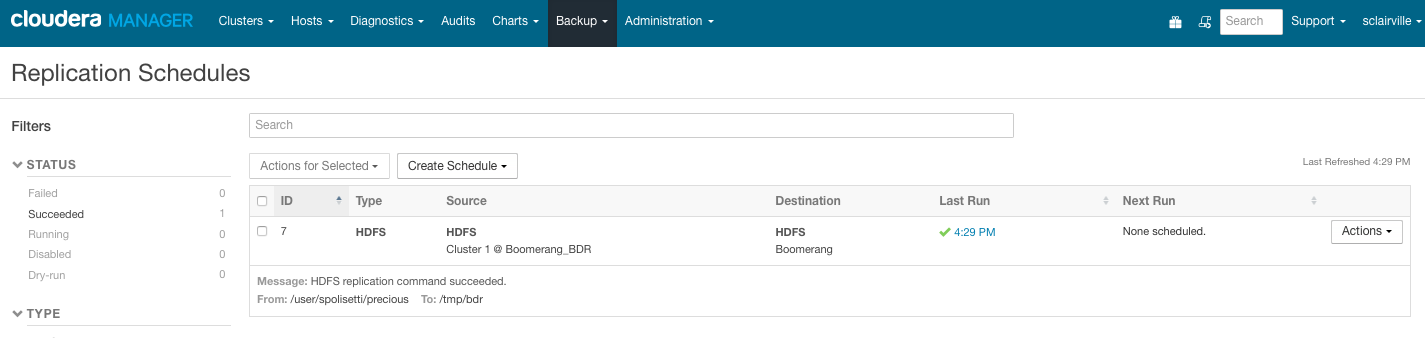 cloudera MANAGER Clusters Hosts Diagnostics Audits Charts Backup Administration Search Support sclairville
Replication Schedules
Filters
Search
STATUS
Actions for Selected Create Schedule Last Refreshed 4:29 PM
Failed 0
Succeeded 1
Running 0
Disabled 0
Dry-run 0
TYPE
ID Type Source Destination Last Run Next Run
7 HDFS HDFS HDFS 4:29 PM None scheduled. Actions
Cluster 1 @ Boomerang_BDR Boomerang
Message: HDFS replication command succeeded.
From: /user/spolisetti/precious To: /tmp/bdr